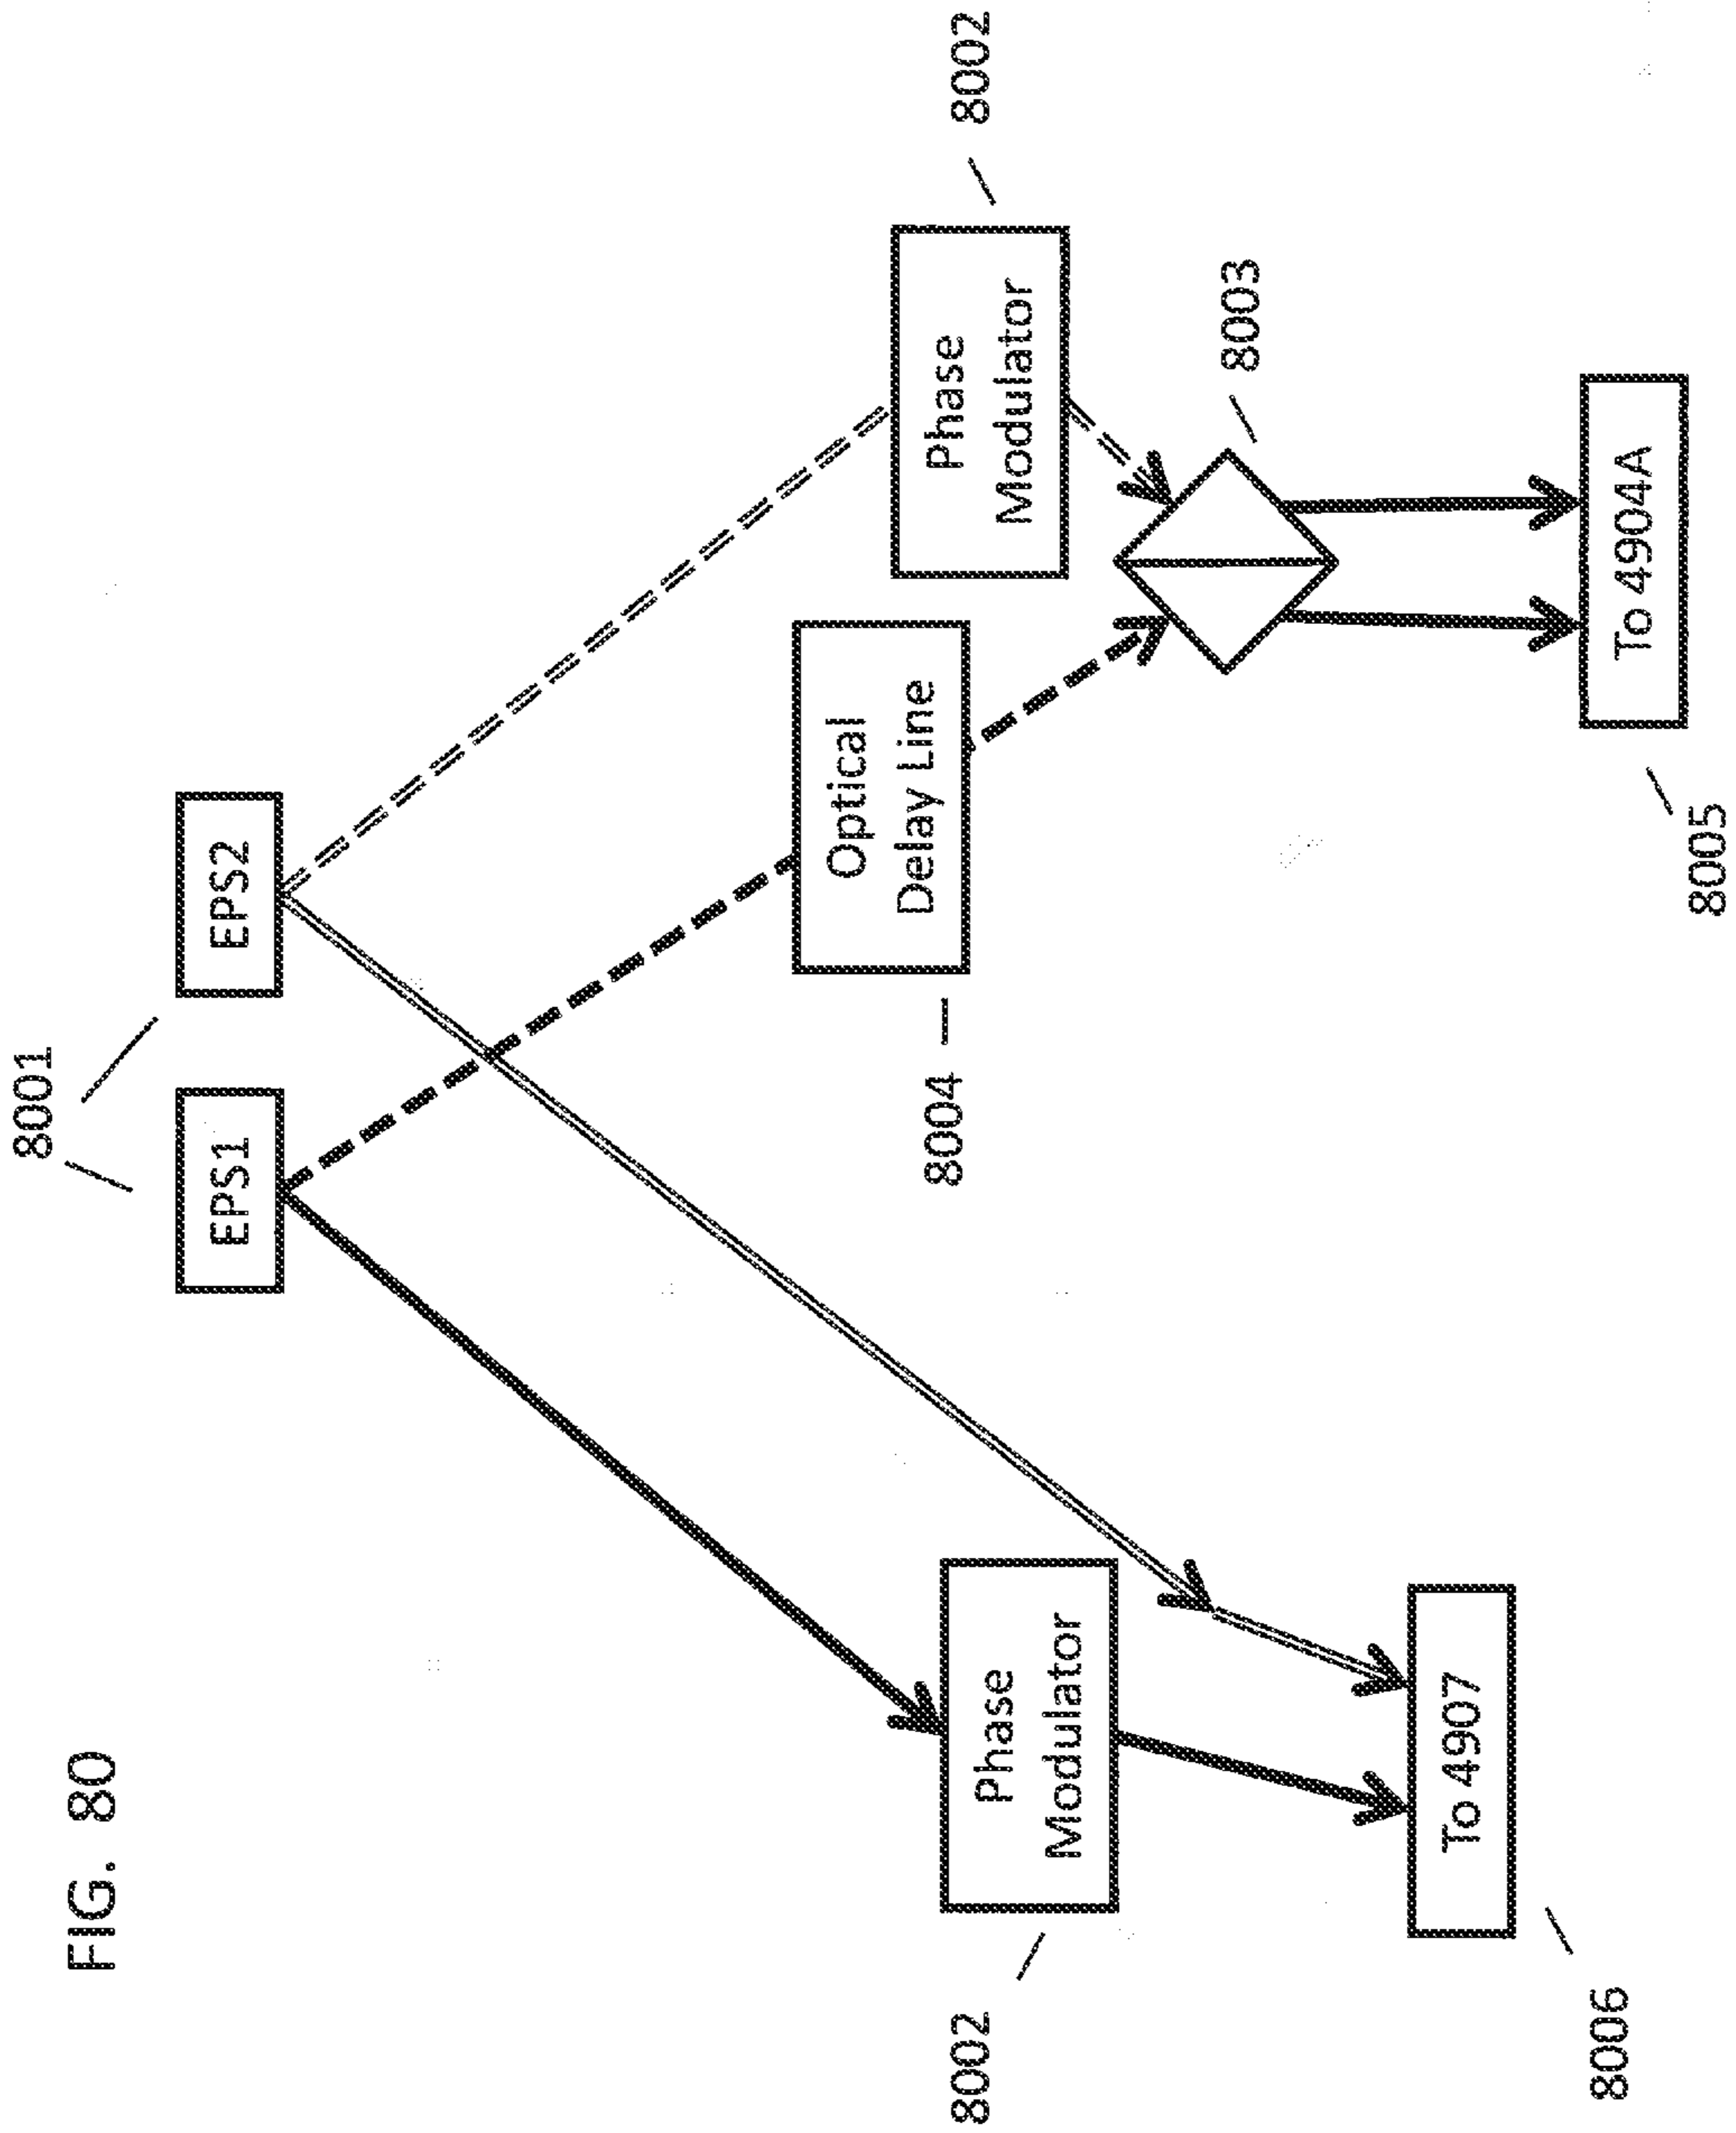 FIG. 80
8001
EPS1
EPS2
8002
Phase
Modulator
Optical
Delay Line
8004
Phase
Modulator
8002
8003
To 4907
8006
To 4904A
8005